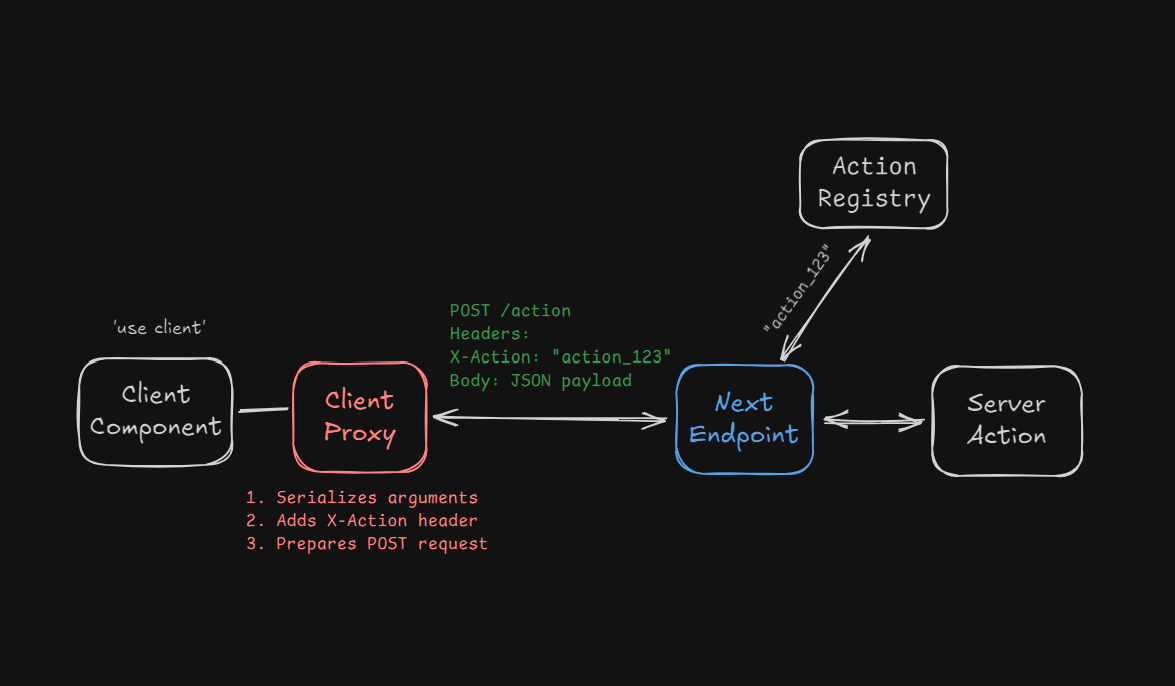 Action
Registry
"action_123"
POST /action
Headers:
X-Action: "action_123"
Body: JSON payload
'use client'
Client
Component
Client
Proxy
Next
Endpoint
Server
Action
1. Serializes arguments
2. Adds X-Action header
3. Prepares POST request